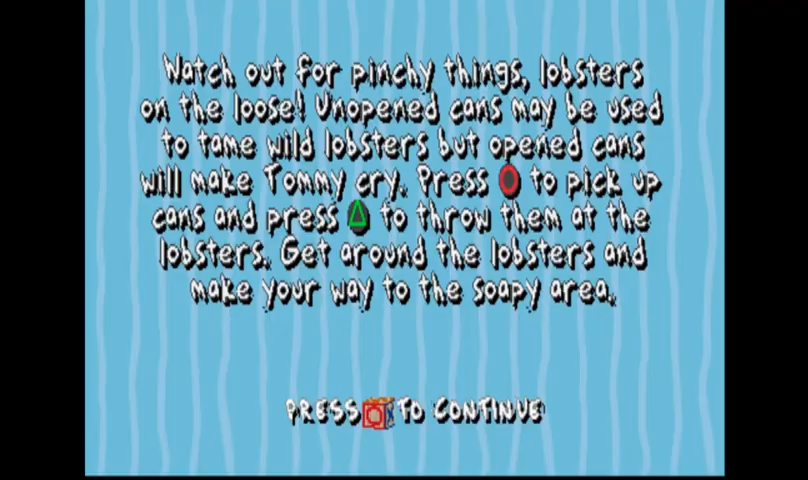 Watch out for pinchy things, lobsters
on the loose! Unopened cans may be used
to tame wild lobsters but opened cans
will make Tommy cry. Press to pick up
cans and press to throw them at the
lobsters. Get around the lobsters and
make your way to the soapy area.
PRESS TO CONTINUE